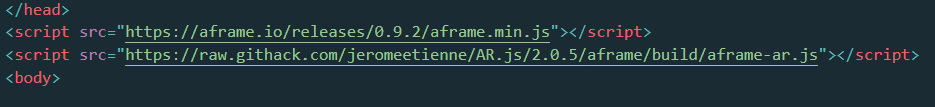 </head>
<script src="https://aframe.io/releases/0.9.2/aframe.min.js"></script>
<script src="https://raw.githack.com/jeromeetienne/AR.js/2.0.5/aframe/build/aframe-ar.js"></script>
<body>